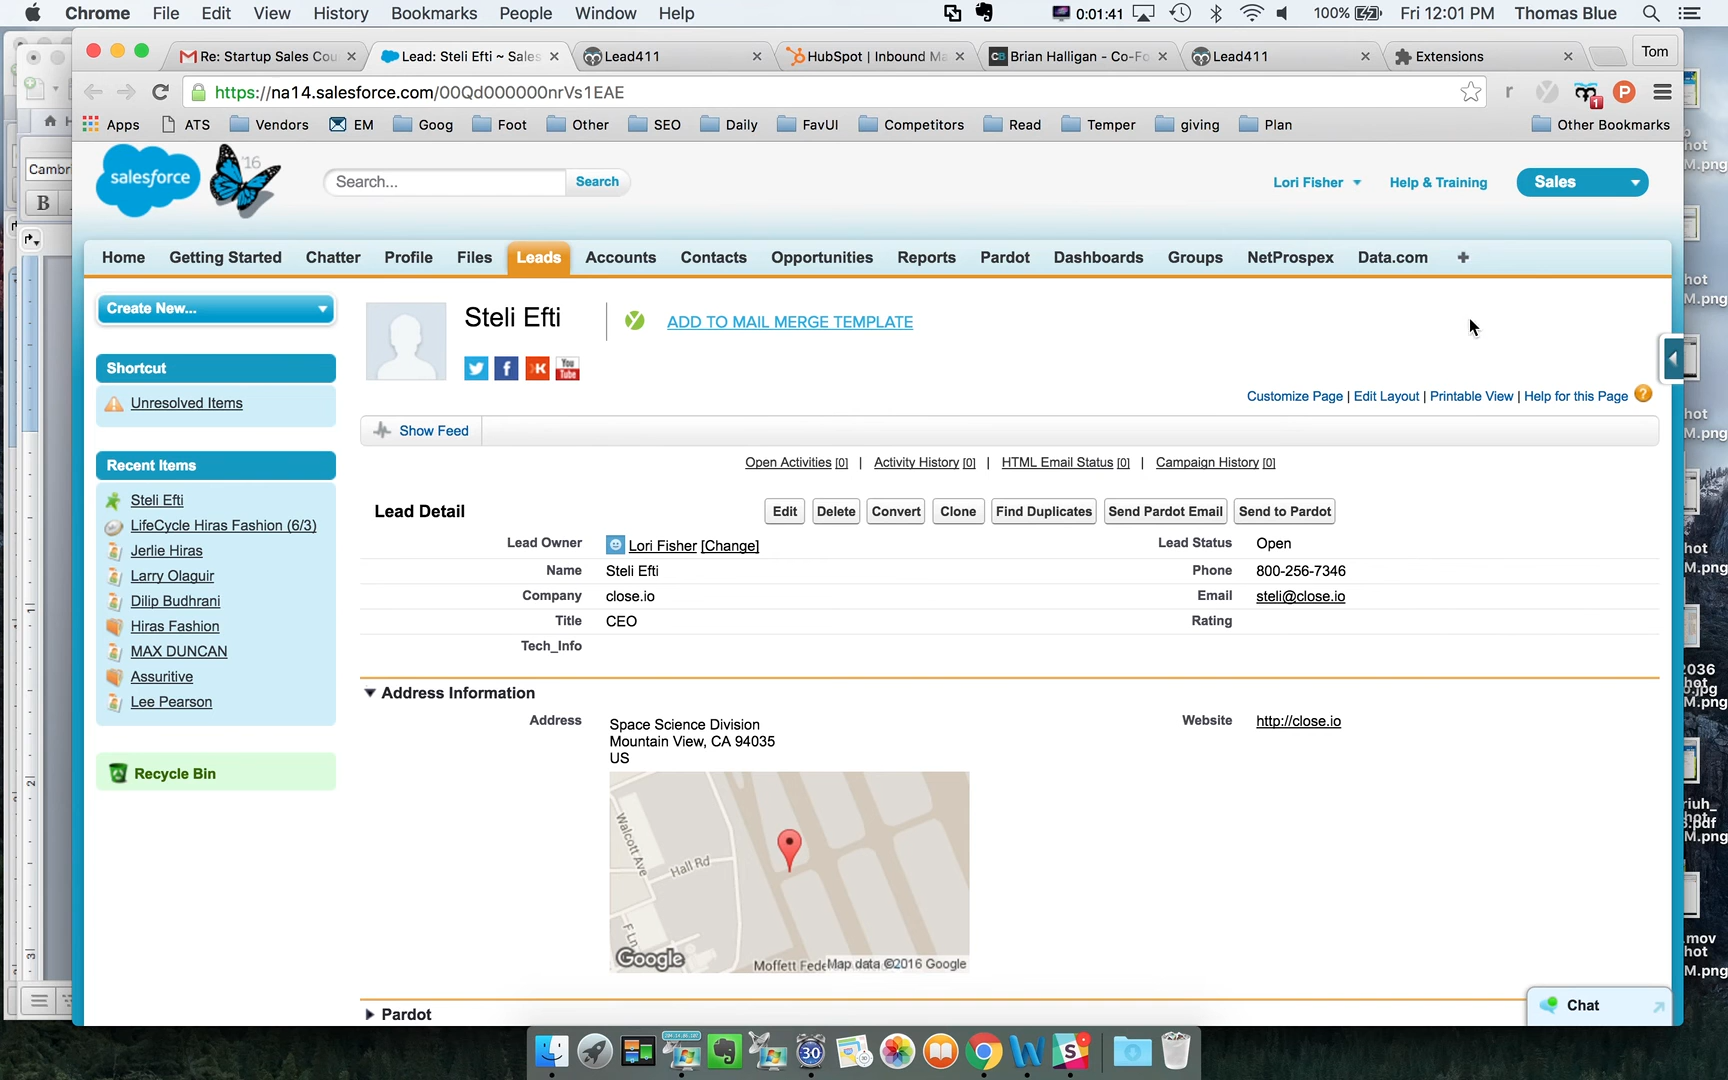 Chrome File Edit View History Bookmarks People Window Help 0:01:41 100% Fri 12:01 PM Thomas Blue
Re: Startup Sales Cou
Lead: Steli Efti ~ Sales
Lead411
HubSpot | Inbound Ma
Brian Halligan - Co-Fo
Lead411
Extensions
Tom
https://na14.salesforce.com/00Qd000000nrVs1EAE
Apps ATS Vendors EM Goog Foot Other SEO Daily FavUI Competitors Read Temper giving Plan Other Bookmarks
Cambr
B
salesforce
'16
Search...
Search
Lori Fisher
Help & Training
Sales
Home Getting Started Chatter Profile Files Leads Accounts Contacts Opportunities Reports Pardot Dashboards Groups NetProspex Data.com +
Create New...
Shortcut
Unresolved Items
Recent Items
Steli Efti
LifeCycle Hiras Fashion (6/3)
Jerlie Hiras
Larry Olaguir
Dilip Budhrani
Hiras Fashion
MAX DUNCAN
Assuritive
Lee Pearson
Recycle Bin
Steli Efti
ADD TO MAIL MERGE TEMPLATE
You Tube
Customize Page | Edit Layout | Printable View | Help for this Page ?
Show Feed
Open Activities [0] | Activity History [0] | HTML Email Status [0] | Campaign History [0]
Lead Detail
Edit Delete Convert Clone Find Duplicates Send Pardot Email Send to Pardot
Lead Owner Lori Fisher [Change]
Lead Status Open
Name Steli Efti
Phone 800-256-7346
Company close.io
Email steli@close.io
Title CEO
Rating
Tech_Info
Address Information
Address Space Science Division
Mountain View, CA 94035
US
Website http://close.io
Walcott Ave
Hall Rd
F Ln
Google
Moffett Fede
Map data ©2016 Google
Pardot
Chat
30